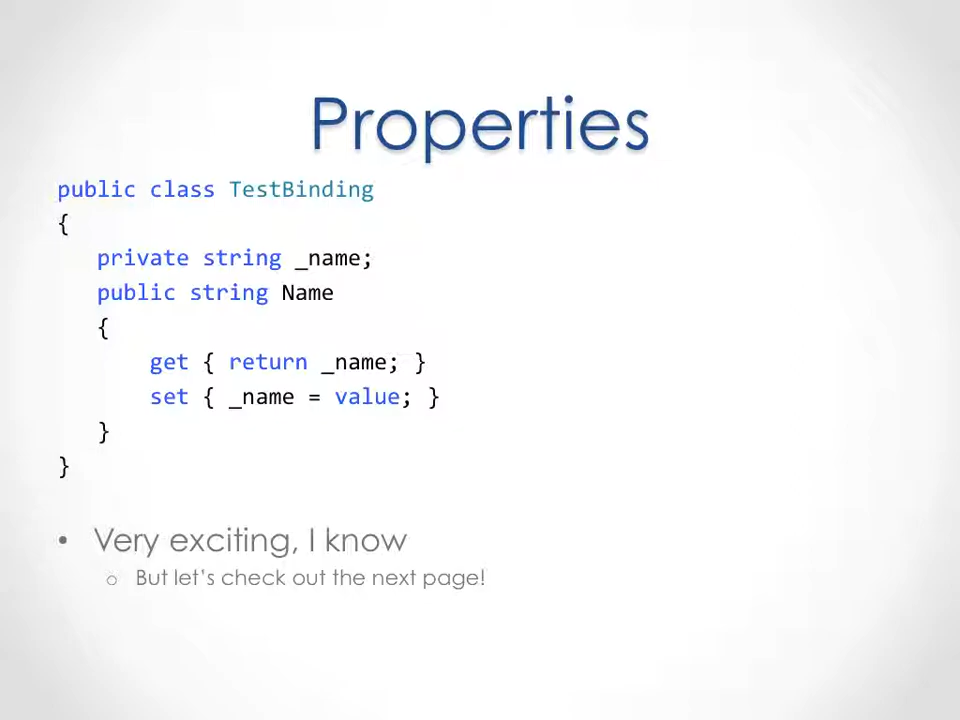 Properties
public class TestBinding
{
private string _name;
public string Name
{
get { return _name; }
set { _name = value; }
}
}
• Very exciting, I know
o But let's check out the next page!